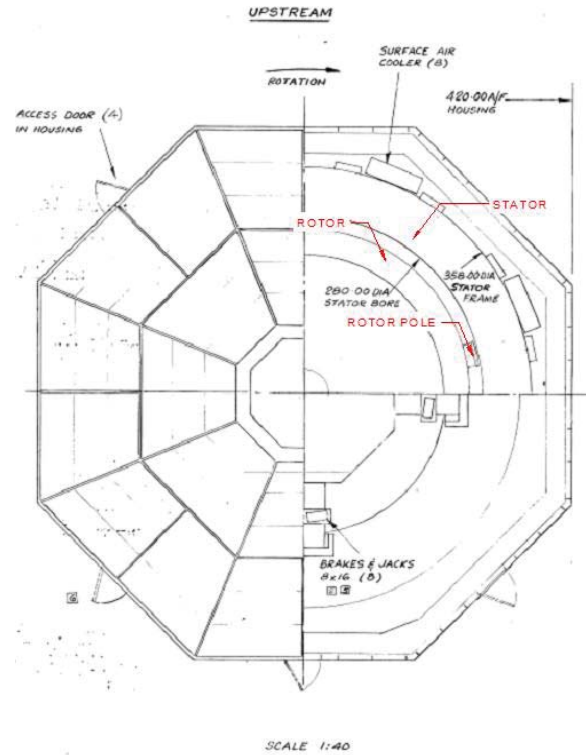 UPSTREAM
SURFACE AIR
COOLER (8)
ROTATION
420·00 A/F
HOUSING
ACCESS DOOR (4)
IN HOUSING
STATOR
ROTOR
358·00 DIA
STATOR
FRAME
280·00 DIA
STATOR BORE
ROTOR POLE
BRAKES & JACKS
8x16 (8)
SCALE 1:40